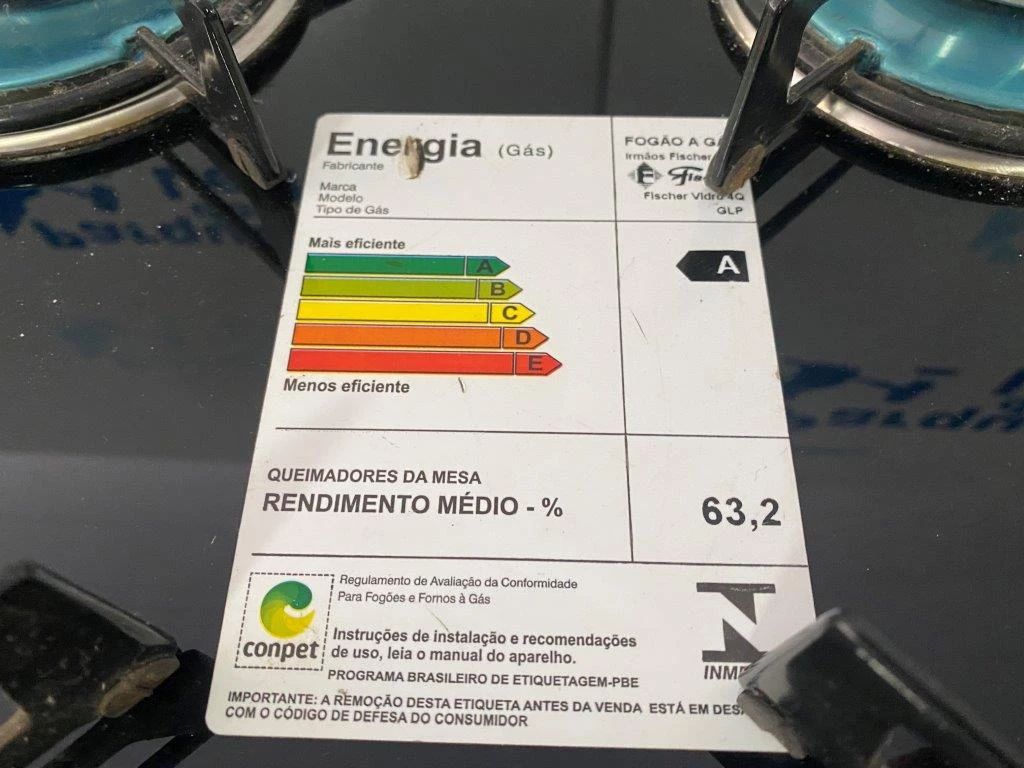 Energia (Gás)
Fabricante
Marca
Modelo
Tipo de Gás
FOGÃO A
Irmãos Fischer
Fischer Vidro 4Q
GLP
Mais eficiente
A
B
C
D
E
Menos eficiente
A
QUEIMADORES DA MESA
RENDIMENTO MÉDIO - %
63,2
conpet
Regulamento de Avaliação da Conformidade
Para Fogões e Fornos à Gás
Instruções de instalação e recomendações
de uso, leia o manual do aparelho.
PROGRAMA BRASILEIRO DE ETIQUETAGEM-PBE
IMPORTANTE: A REMOÇÃO DESTA ETIQUETA ANTES DA VENDA ESTÁ EM
COM O CÓDIGO DE DEFESA DO CONSUMIDOR